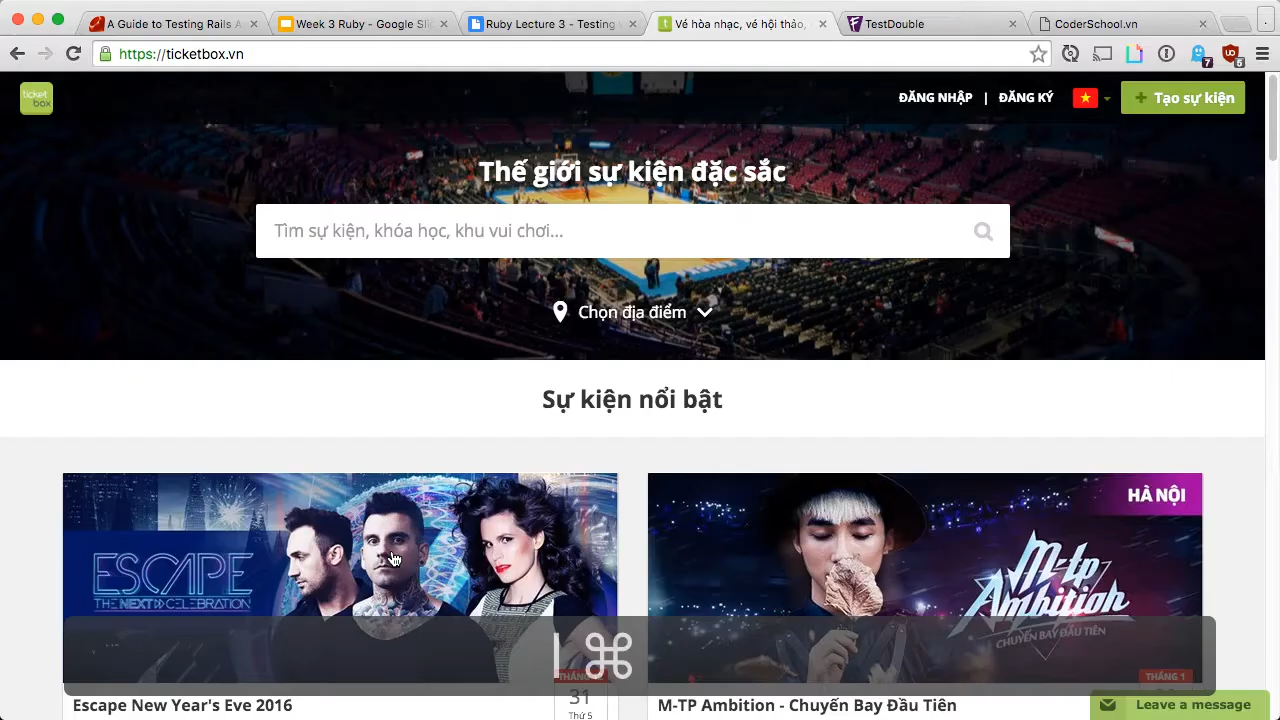 A Guide to Testing Rails A
Week 3 Ruby - Google Sli
Ruby Lecture 3 - Testing
Vé hòa nhạc, vé hội thảo,
TestDouble
CoderSchool.vn
https://ticketbox.vn
7
6
ticket
box
ĐĂNG NHẬP | ĐĂNG KÝ
+ Tạo sự kiện
Thế giới sự kiện đặc sắc
Tìm sự kiện, khóa học, khu vui chơi...
Chọn địa điểm
Sự kiện nổi bật
ESCAPE
THE NEXT CELEBRATION
HÀ NỘI
M-tp
Ambition
CHUYẾN BAY ĐẦU TIÊN
⌘
31
Thứ 5
THÁNG 1
Escape New Year's Eve 2016
M-TP Ambition - Chuyến Bay Đầu Tiên
Leave a message